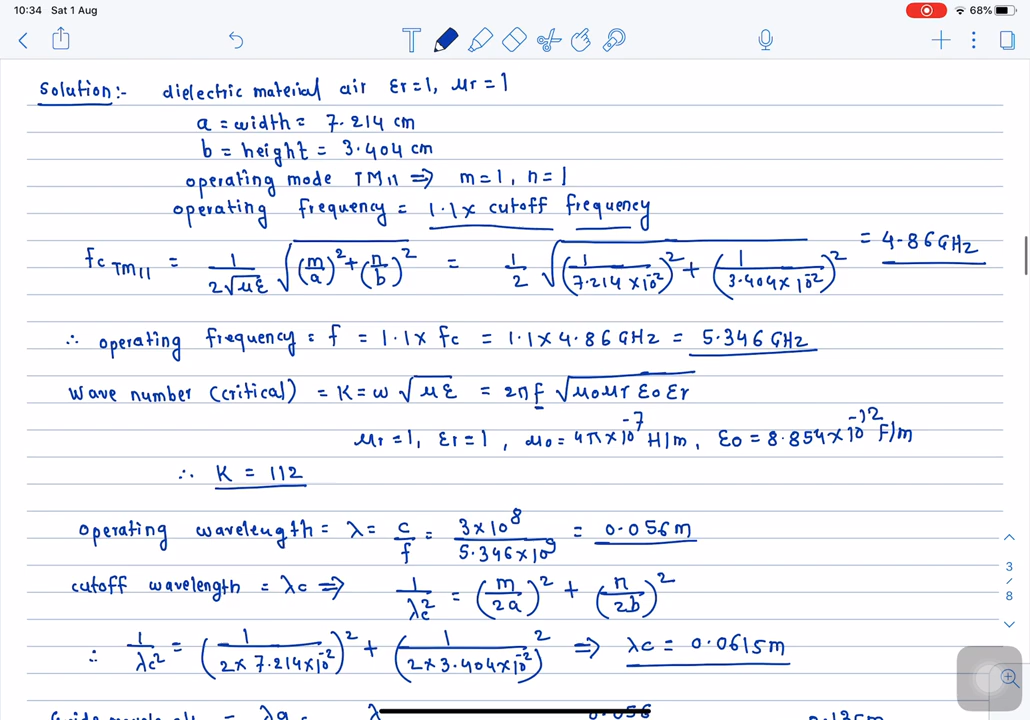 10:34 Sat 1 Aug
68%
T
Solution:- dielectric material air Er=1, Mr=1
a = width = 7.214 cm
b = height = 3.404 cm
operating mode TM11 ⇒ m=1, n=1
operating frequency = 1.1 x cutoff frequency
fc TM11 = 1/(2√με) √((m/a)² + (n/b)²) = 1/2 √((1/(7.214×10⁻²))² + (1/(3.404×10⁻²))²) = 4.86 GHz
∴ operating frequency = f = 1.1 x fc = 1.1 x 4.86 GHz = 5.346 GHz
wave number (critical) = K = ω√με = 2πf √μ0μr ε0εr
μr=1, εr=1, μ0=4π×10⁻⁷ H/m, ε0=8.854×10⁻¹² F/m
∴ K = 112
operating wavelength = λ = c/f = 3×10⁸/5.346×10⁹ = 0.056m
cutoff wavelength = λc ⇒ 1/λc² = (m/2a)² + (n/2b)²
∴ 1/λc² = (1/(2×7.214×10⁻²))² + (1/(2×3.404×10⁻²))² ⇒ λc = 0.0615m
3
/
8